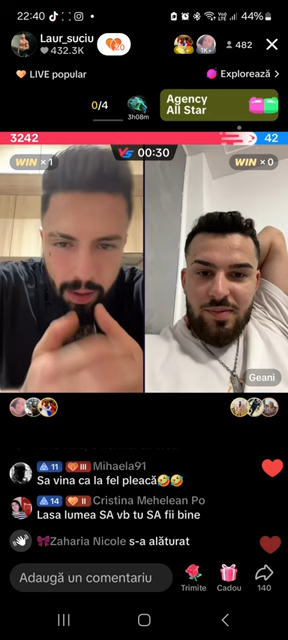 22:40
44%
Laur_suciu
432.3K
20
1K+
482
LIVE popular
Explorează >
0/4
3h08m
Agency
All Star
3242
42
WIN × 1
VS 00:30
WIN × 0
Geani
11 III Mihaela91
Sa vina ca la fel pleacă🤣🤣
14 II Cristina Mehelean Po
Lasa lumea SA vb tu SA fii bine
Zaharia Nicole s-a alăturat
Adaugă un comentariu
Trimite
Cadou
140